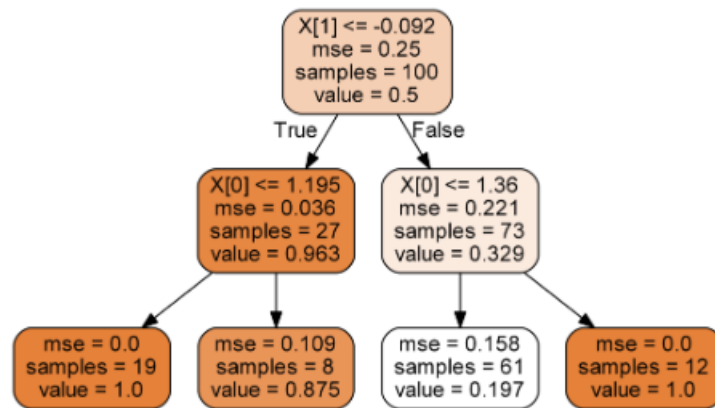 X[1] <= -0.092
mse = 0.25
samples = 100
value = 0.5
True
False
X[0] <= 1.195
mse = 0.036
samples = 27
value = 0.963
X[0] <= 1.36
mse = 0.221
samples = 73
value = 0.329
mse = 0.0
samples = 19
value = 1.0
mse = 0.109
samples = 8
value = 0.875
mse = 0.158
samples = 61
value = 0.197
mse = 0.0
samples = 12
value = 1.0